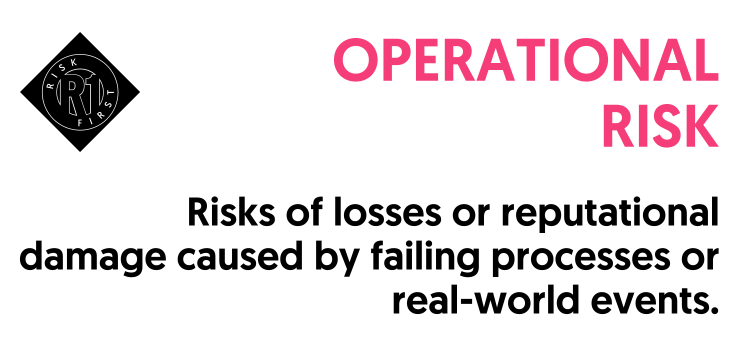 RISK
R1
FIRST
OPERATIONAL
RISK
Risks of losses or reputational
damage caused by failing processes or
real-world events.